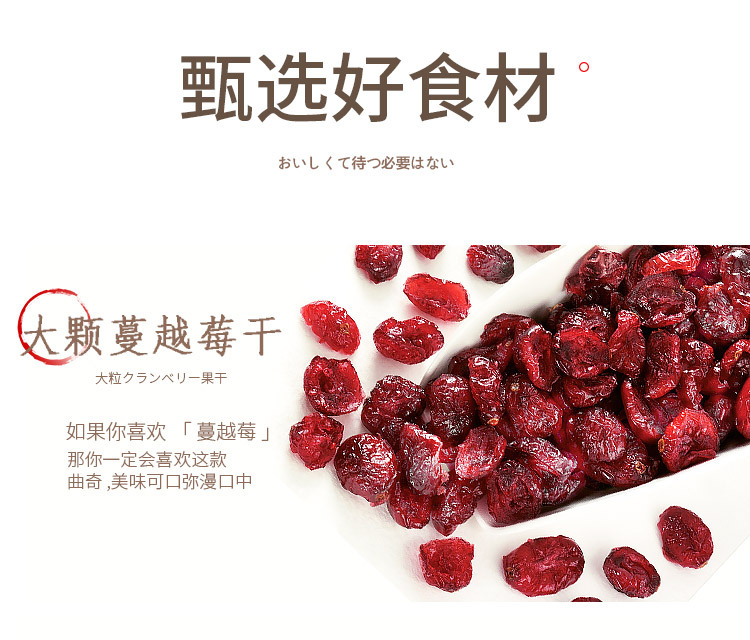 甄选好食材
おいしくて待つ必要はない
大颗蔓越莓干
大粒クランベリー果干
如果你喜欢 「 蔓越莓 」
那你一定会喜欢这款
曲奇 ,美味可口弥漫口中